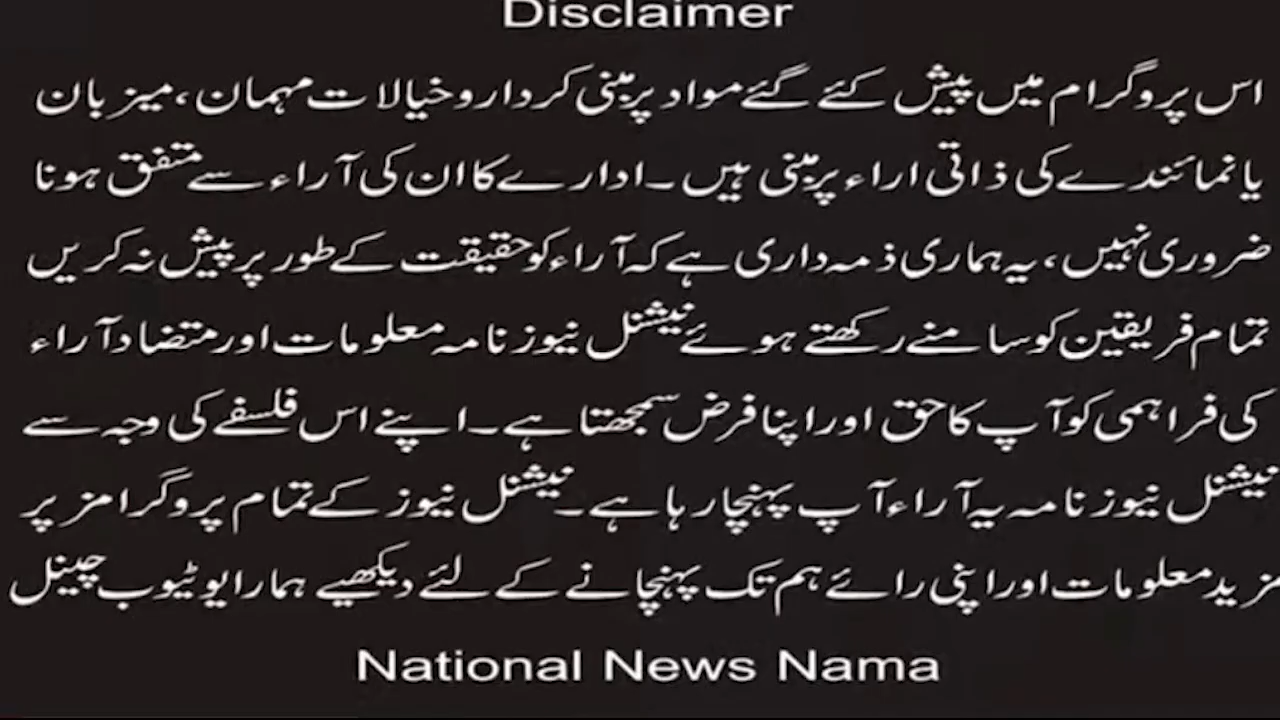 Disclaimer
اس پروگرام میں پیش کئے گئے مواد پر مبنی کردار و خیالات مہمان، میزبان
یا نمائندے کی ذاتی اراء پر مبنی ہیں۔ ادارے کا ان کی آراء سے متفق ہونا
ضروری نہیں، یہ ہماری ذمہ داری ہے کہ آراء کو حقیقت کے طور پر پیش نہ کریں
تمام فریقین کو سامنے رکھتے ہوئے نیشنل نیوز نامہ معلومات اور متضاد آراء
کی فراہمی کو آپ کا حق اور اپنا فرض سمجھتا ہے۔ اپنے اس فلسفے کی وجہ سے
نیشنل نیوز نامہ یہ آراء آپ پہنچا رہا ہے۔ نیشنل نیوز کے تمام پروگرامز پر
مزید معلومات اور اپنی رائے ہم تک پہنچانے کے لئے دیکھیے ہمارا یوٹیوب چینل
National News Nama